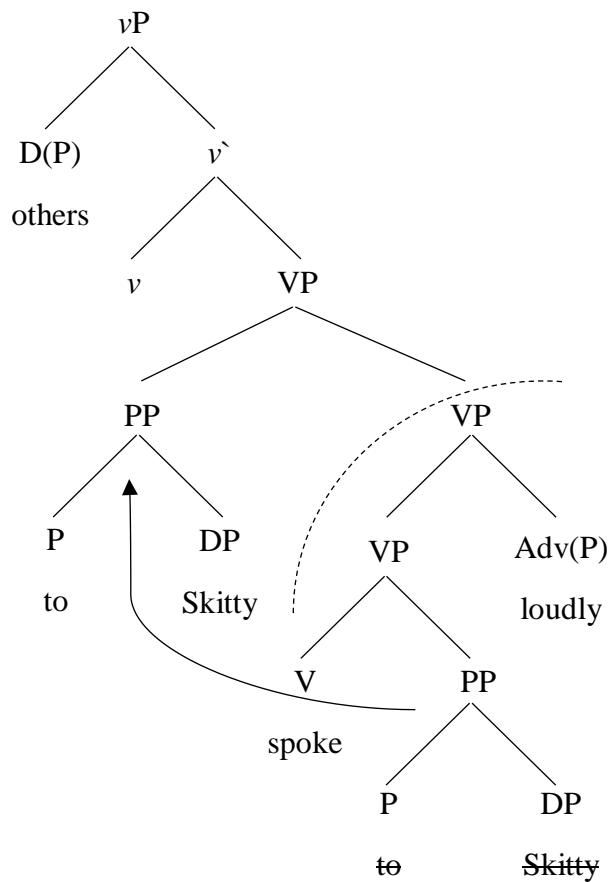 vP
D(P) v`
others
v VP
PP VP
P DP VP Adv(P)
to Skitty loudly
V PP
spoke
P DP
to Skitty